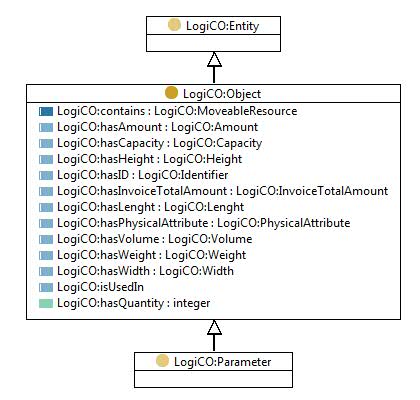 LogiCO:Entity
LogiCO:Object
LogiCO:contains : LogiCO:MoveableResource
LogiCO:hasAmount : LogiCO:Amount
LogiCO:hasCapacity : LogiCO:Capacity
LogiCO:hasHeight : LogiCO:Height
LogiCO:hasID : LogiCO:Identifier
LogiCO:hasInvoiceTotalAmount : LogiCO:InvoiceTotalAmount
LogiCO:hasLenght : LogiCO:Lenght
LogiCO:hasPhysicalAttribute : LogiCO:PhysicalAttribute
LogiCO:hasVolume : LogiCO:Volume
LogiCO:hasWeight : LogiCO:Weight
LogiCO:hasWidth : LogiCO:Width
LogiCO:isUsedIn
LogiCO:hasQuantity : integer
LogiCO:Parameter